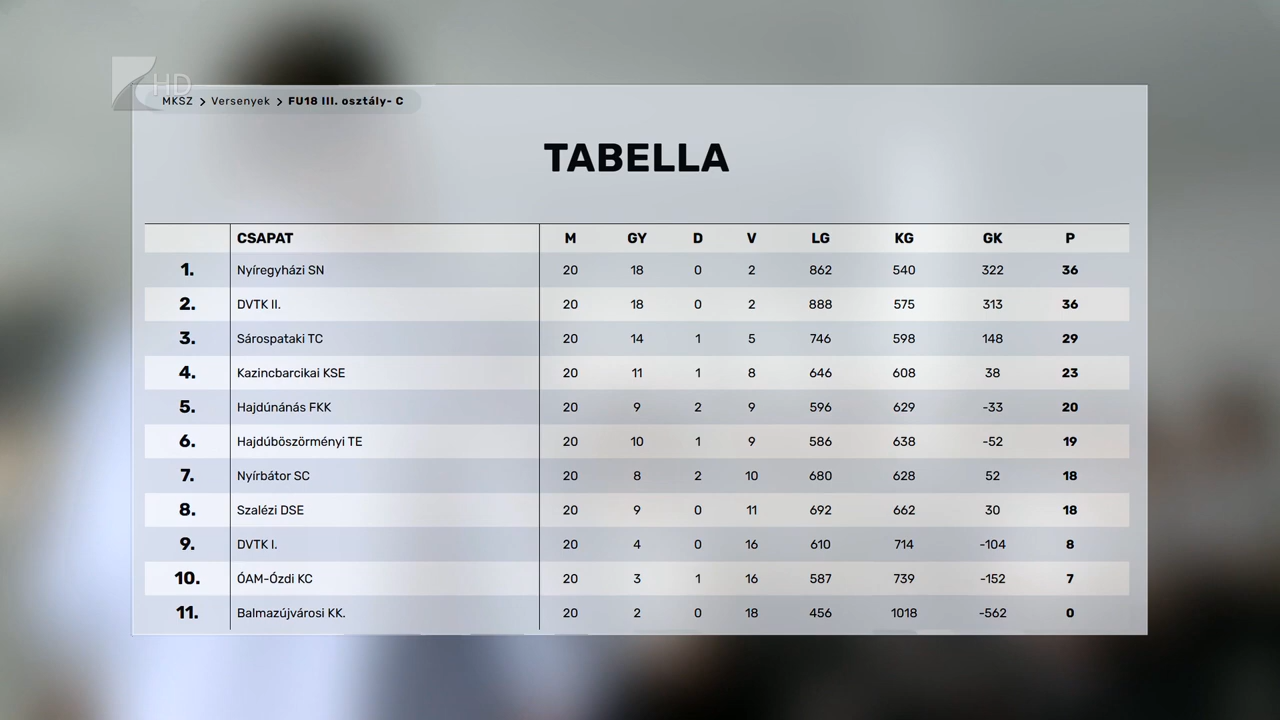 HD
MKSZ > Versenyek > FU18 III. osztály- C
TABELLA
CSAPAT M GY D V LG KG GK P
1. Nyíregyházi SN 20 18 0 2 862 540 322 36
2. DVTK II. 20 18 0 2 888 575 313 36
3. Sárospataki TC 20 14 1 5 746 598 148 29
4. Kazincbarcikai KSE 20 11 1 8 646 608 38 23
5. Hajdúnánás FKK 20 9 2 9 596 629 -33 20
6. Hajdúböszörményi TE 20 10 1 9 586 638 -52 19
7. Nyírbátor SC 20 8 2 10 680 628 52 18
8. Szalézi DSE 20 9 0 11 692 662 30 18
9. DVTK I. 20 4 0 16 610 714 -104 8
10. ÓAM-Ózdi KC 20 3 1 16 587 739 -152 7
11. Balmazújvárosi KK. 20 2 0 18 456 1018 -562 0